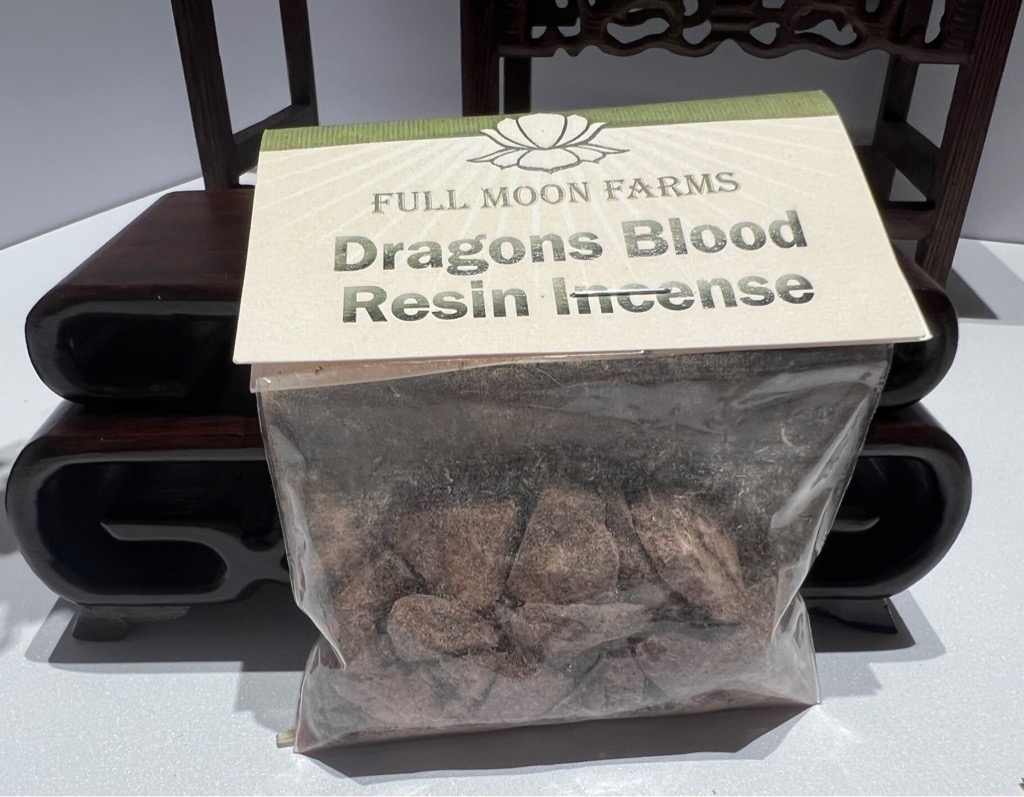 FULL MOON FARMS
Dragons Blood
Resin Incense